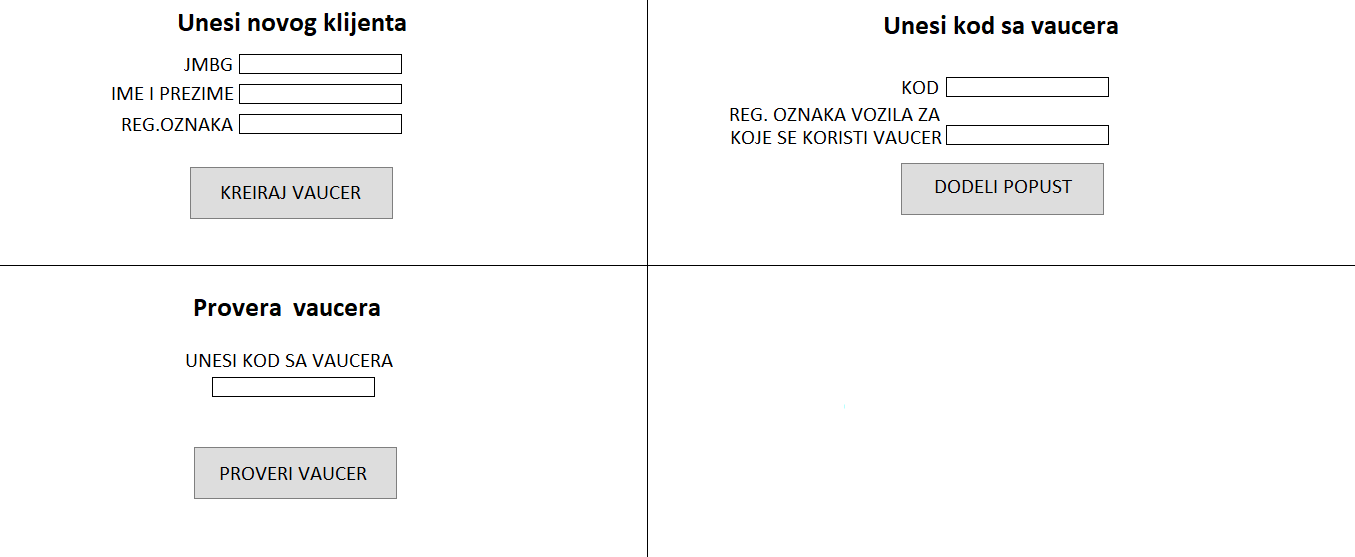 Unesi novog klijenta
JMBG
IME I PREZIME
REG.OZNAKA
KREIRAJ VAUCER
Unesi kod sa vaucera
KOD
REG. OZNAKA VOZILA ZA
KOJE SE KORISTI VAUCER
DODELI POPUST
Provera vaucera
UNESI KOD SA VAUCERA
PROVERI VAUCER